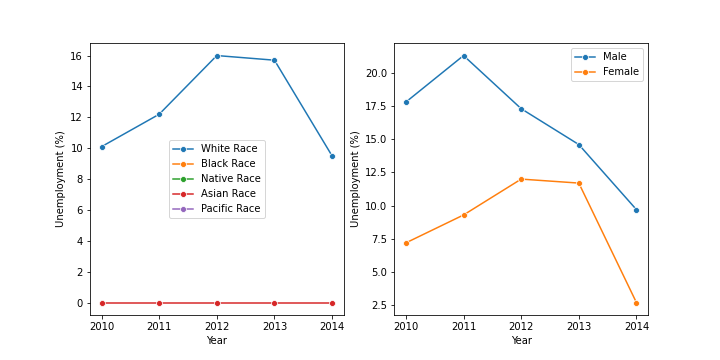 16
14
12
10
8
6
4
2
0
Unemployment (%)
White Race
Black Race
Native Race
Asian Race
Pacific Race
2010 2011 2012 2013 2014
Year
20.0
17.5
15.0
12.5
10.0
7.5
5.0
2.5
Unemployment (%)
Male
Female
2010 2011 2012 2013 2014
Year